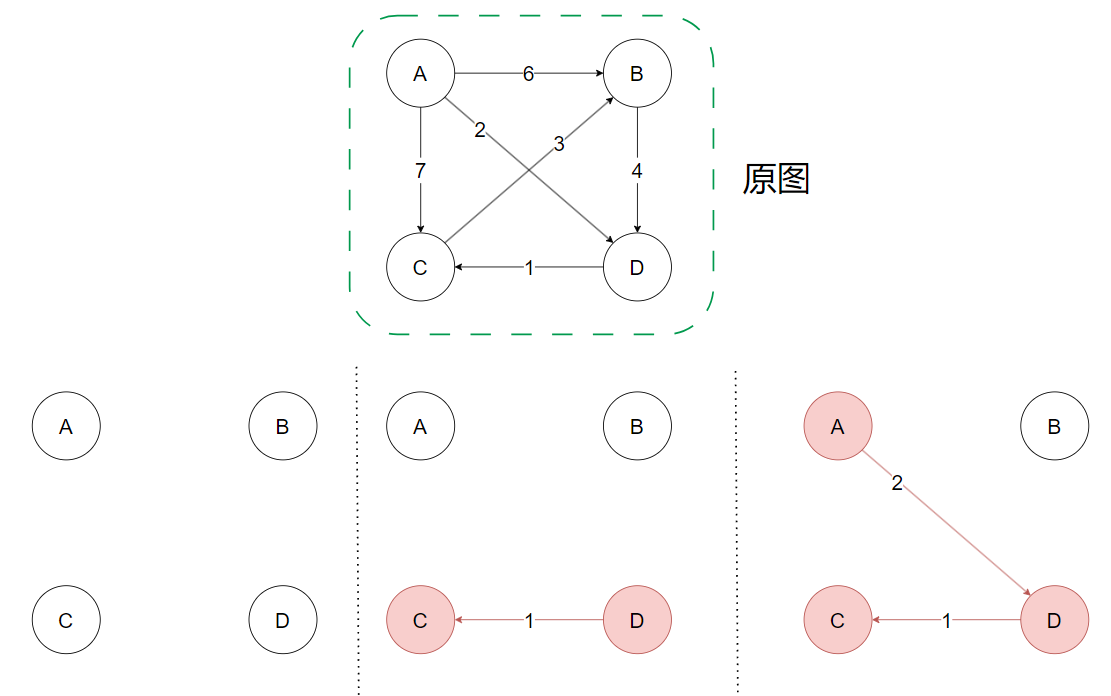 A 6 B
2 3
7 4
原图
C 1 D
A B A B A B
2
C D C 1 D C 1 D